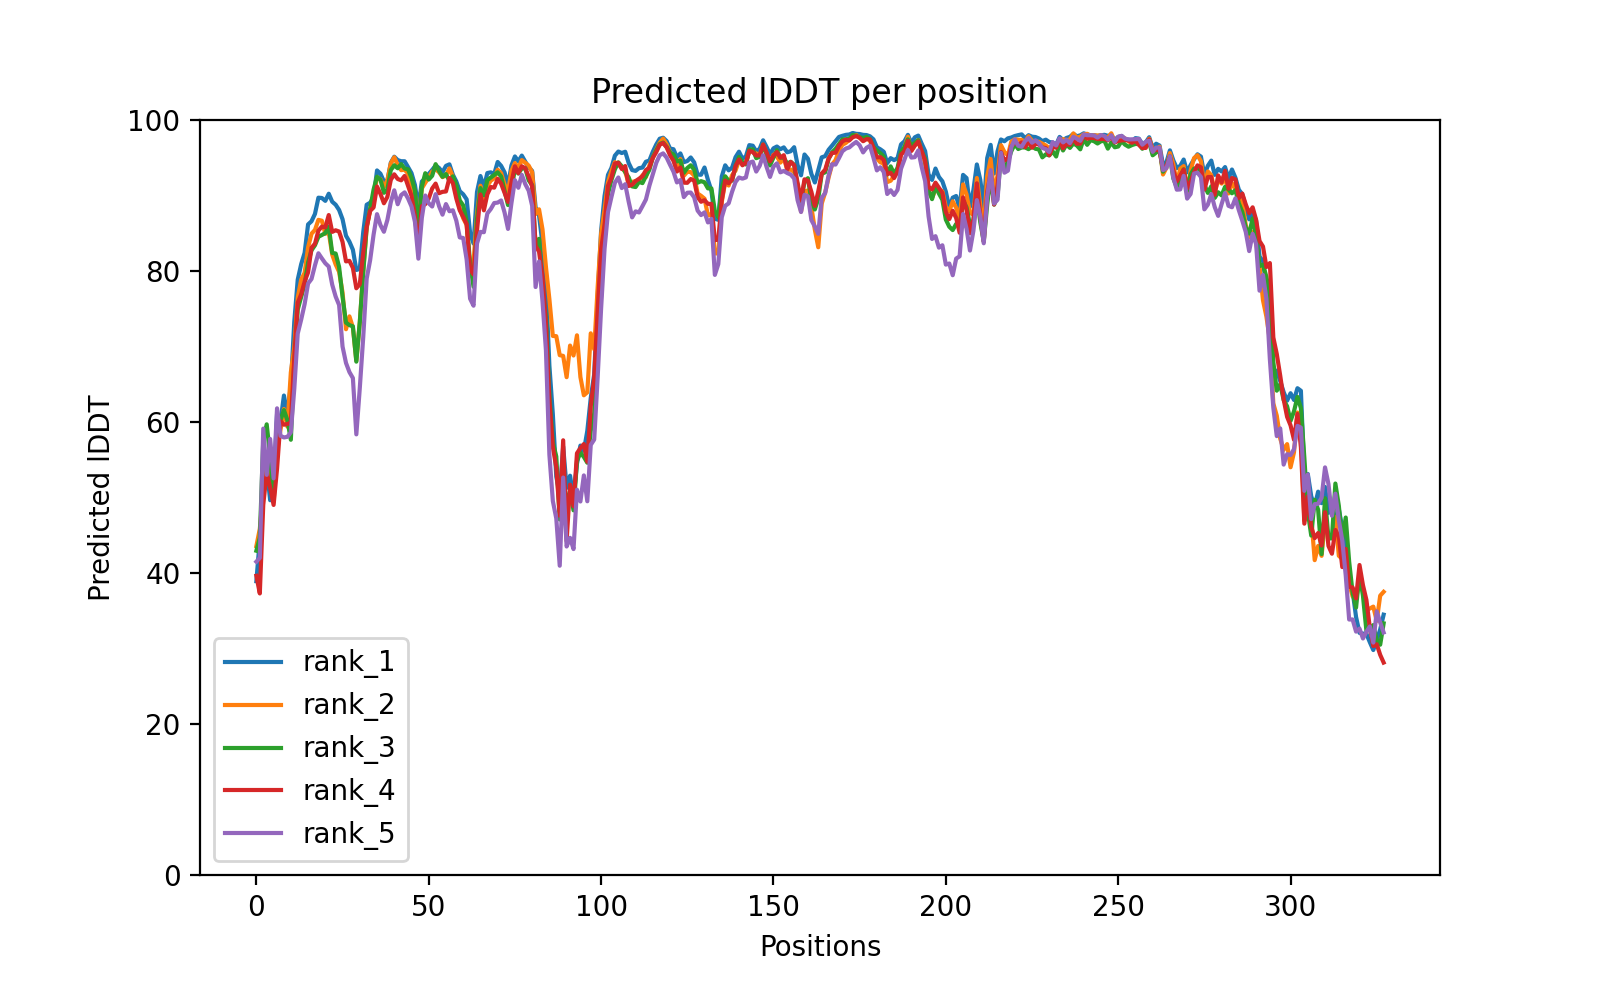 Predicted lDDT per position
Predicted lDDT
100
80
60
40
20
0
rank_1
rank_2
rank_3
rank_4
rank_5
0 50 100 150 200 250 300
Positions